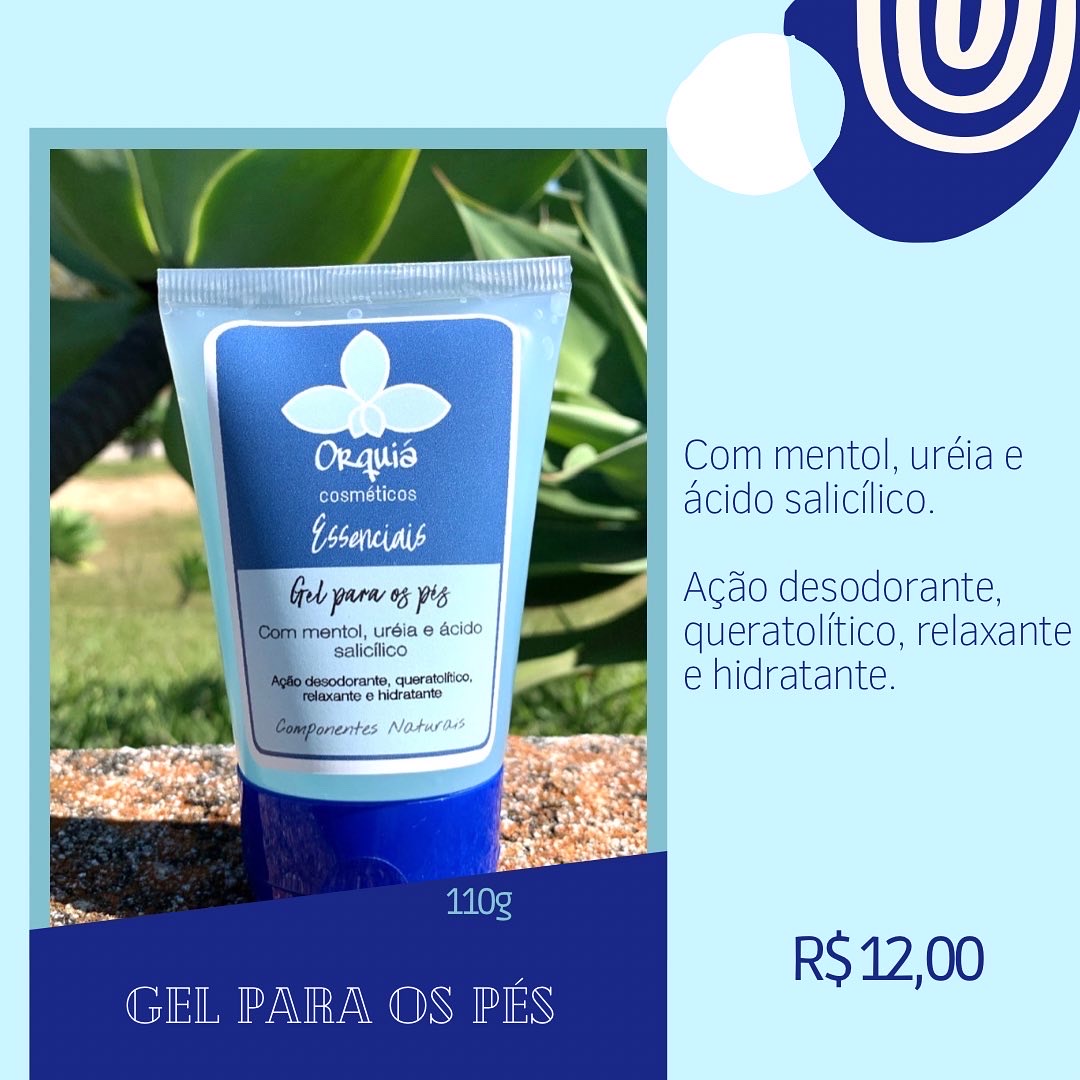 Orquiá
cosméticos
Essenciais
Gel para os pés
Com mentol, uréia e ácido
salicílico
Ação desodorante, queratolítico,
relaxante e hidratante
Componentes Naturais
110g
GEL PARA OS PÉS
Com mentol, uréia e
ácido salicílico.
Ação desodorante,
queratolítico, relaxante
e hidratante.
R$ 12,00